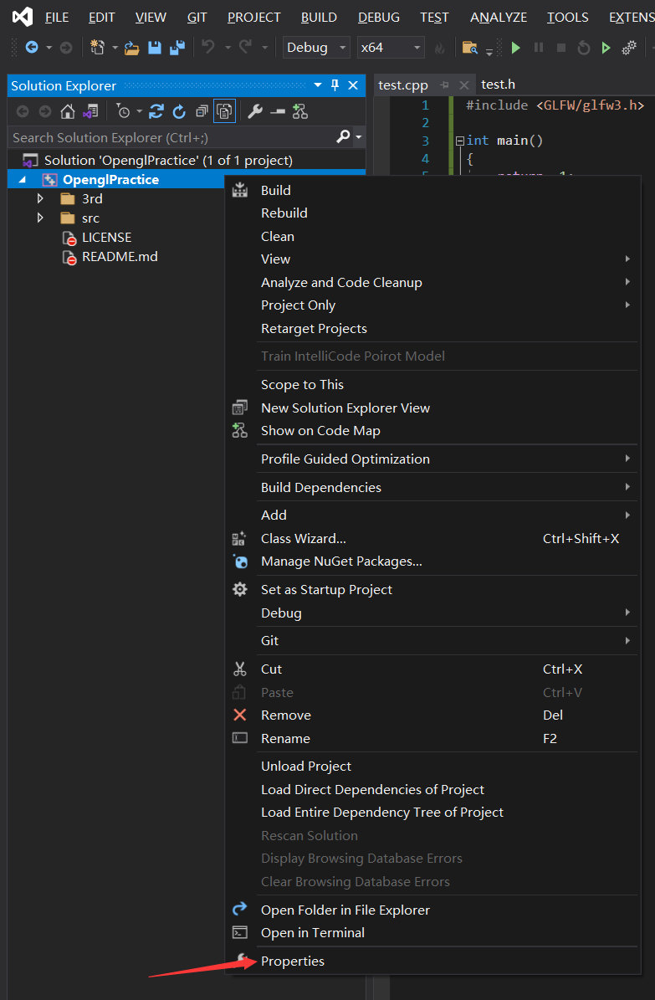 FILE EDIT VIEW GIT PROJECT BUILD DEBUG TEST ANALYZE TOOLS EXTENS
Debug x64
Solution Explorer
Search Solution Explorer (Ctrl+;)
Solution 'OpenglPractice' (1 of 1 project)
OpenglPractice
3rd
src
LICENSE
README.md
test.cpp test.h
1 #include <GLFW/glfw3.h>
2
3 int main()
4 {
5 return -1;
Build
Rebuild
Clean
View
Analyze and Code Cleanup
Project Only
Retarget Projects
Train IntelliCode Poirot Model
Scope to This
New Solution Explorer View
Show on Code Map
Profile Guided Optimization
Build Dependencies
Add
Class Wizard... Ctrl+Shift+X
Manage NuGet Packages...
Set as Startup Project
Debug
Git
Cut Ctrl+X
Paste Ctrl+V
Remove Del
Rename F2
Unload Project
Load Direct Dependencies of Project
Load Entire Dependency Tree of Project
Rescan Solution
Display Browsing Database Errors
Clear Browsing Database Errors
Open Folder in File Explorer
Open in Terminal
Properties